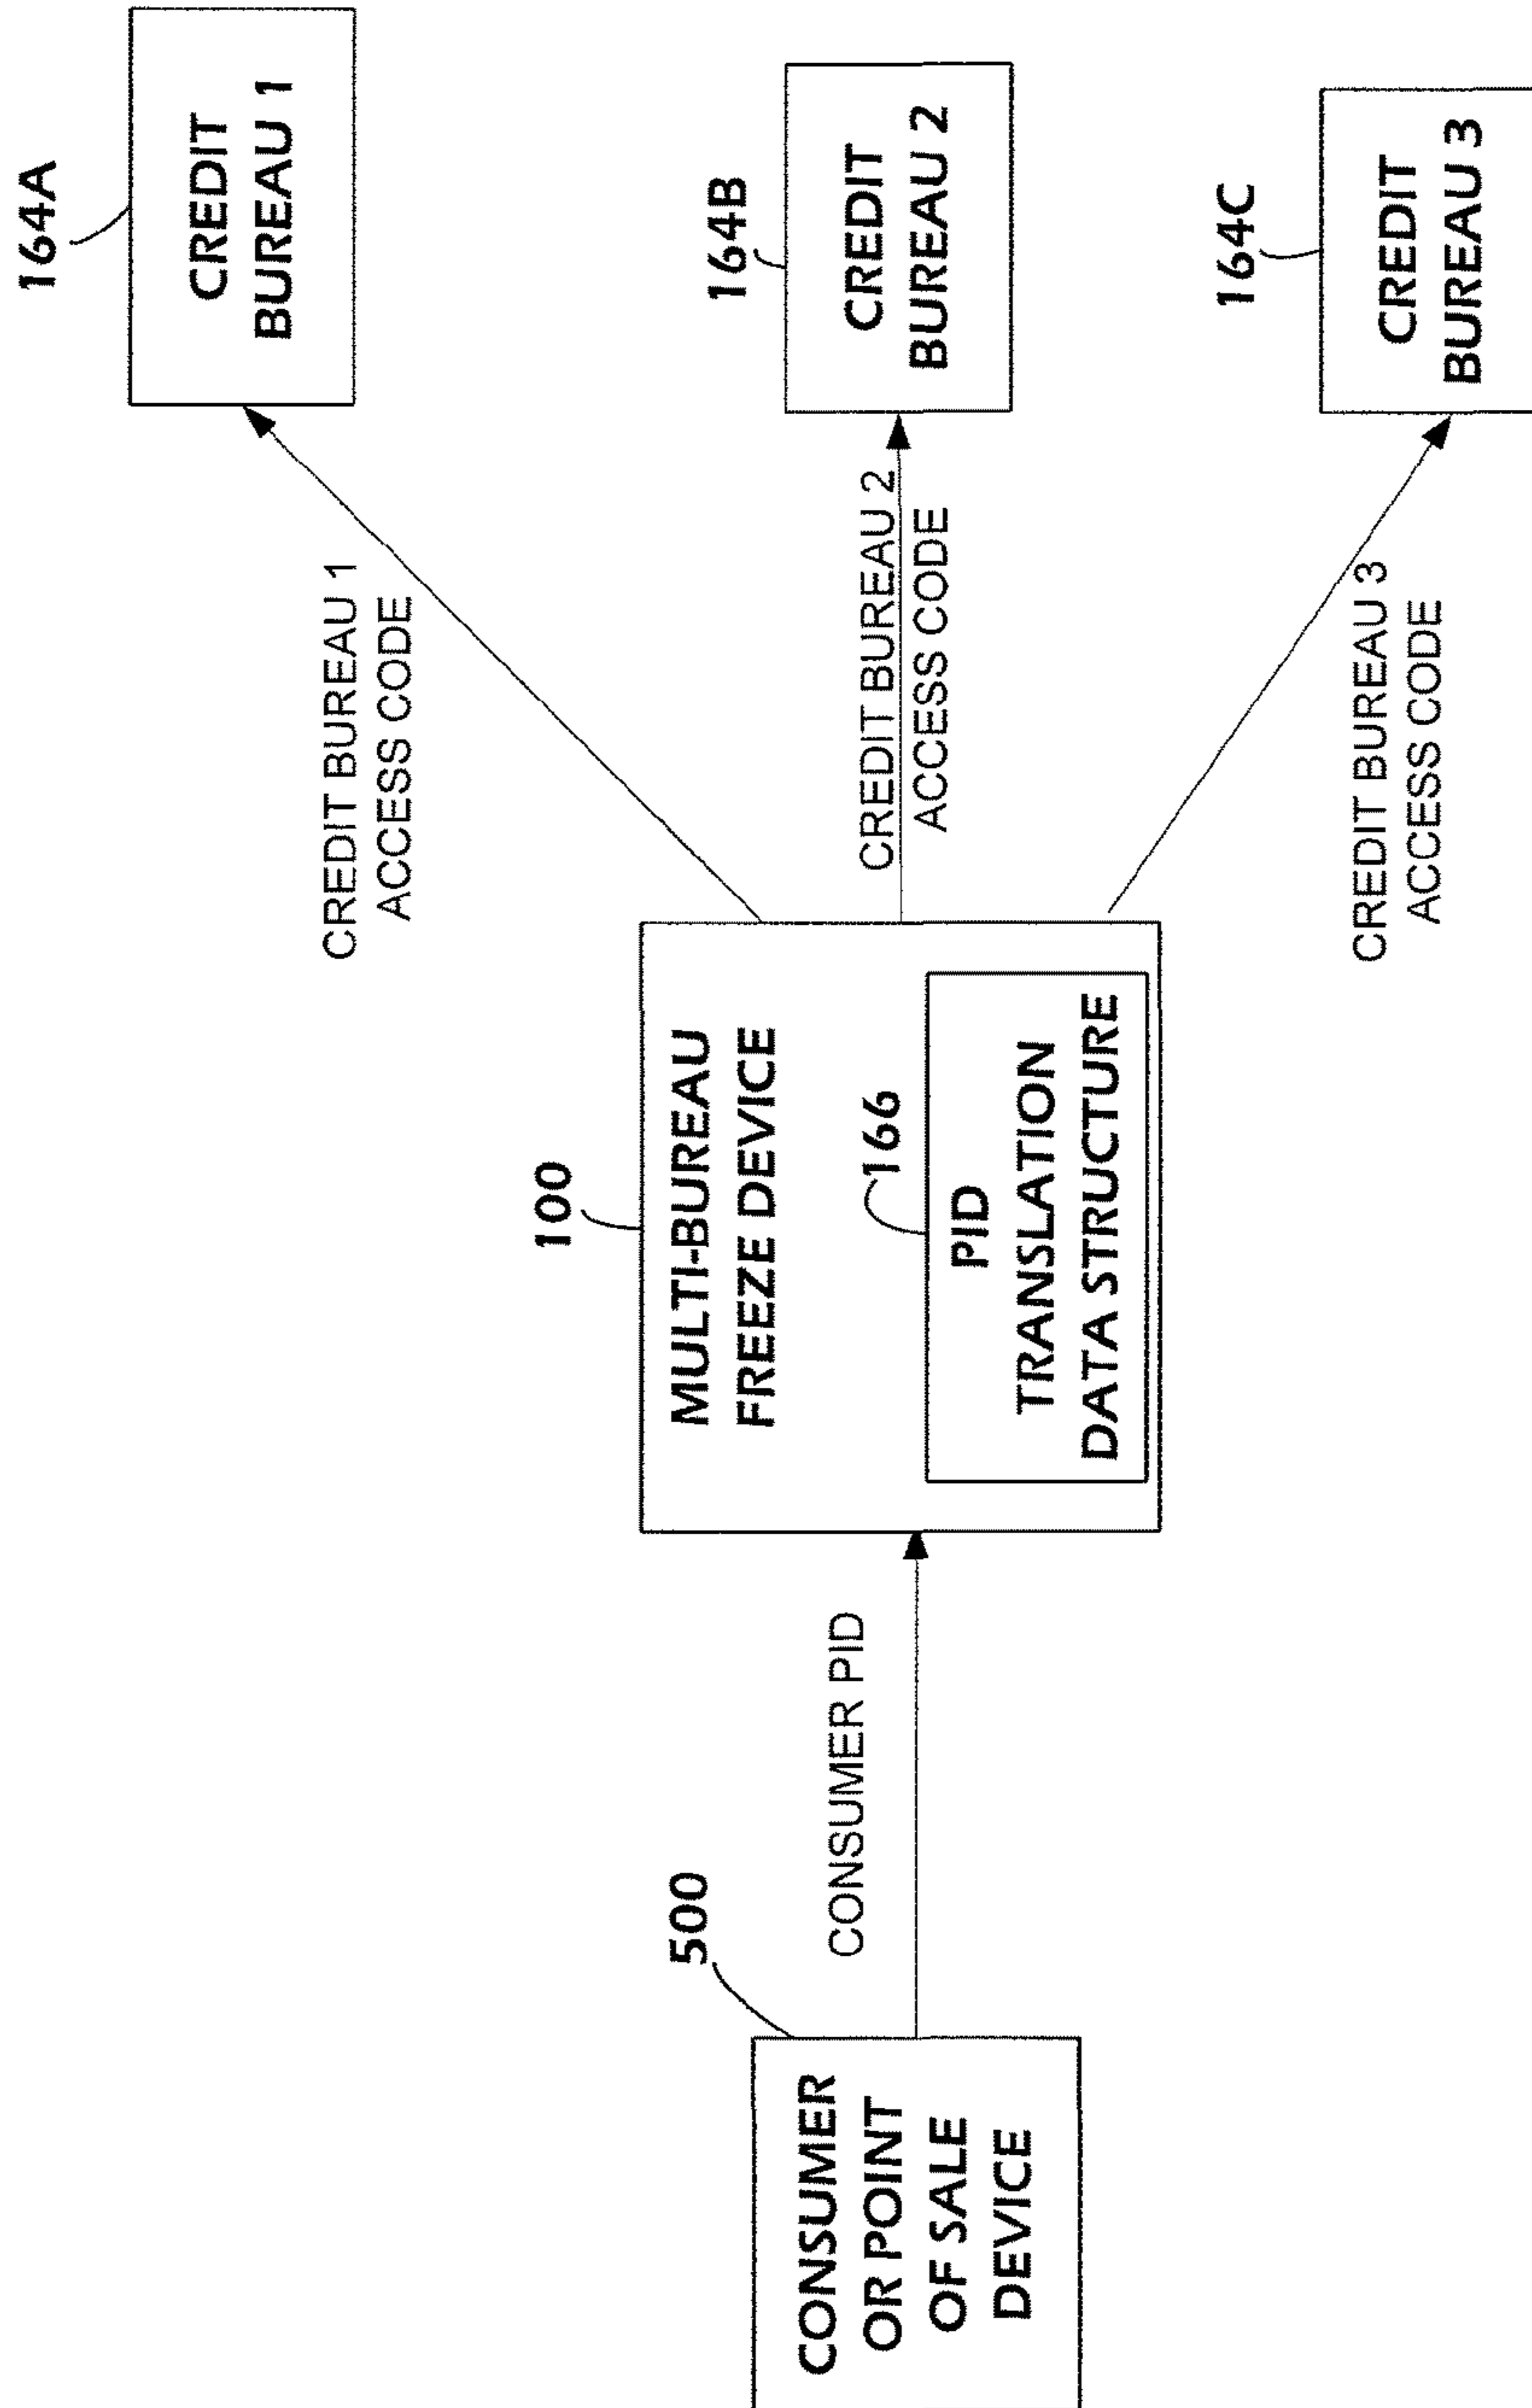 500
CONSUMER
OR POINT
OF SALE
DEVICE
CONSUMER PID
100
MULTI-BUREAU
FREEZE DEVICE
166
PID
TRANSLATION
DATA STRUCTURE
CREDIT BUREAU 1
ACCESS CODE
CREDIT BUREAU 2
ACCESS CODE
CREDIT BUREAU 3
ACCESS CODE
164A
CREDIT
BUREAU 1
164B
CREDIT
BUREAU 2
164C
CREDIT
BUREAU 3